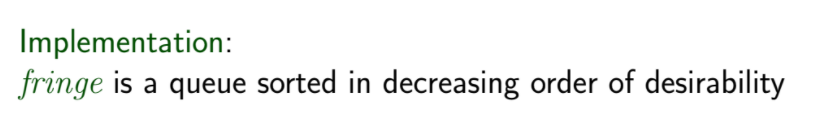 Implementation:
fringe is a queue sorted in decreasing order of desirability